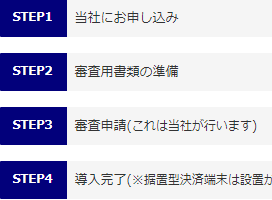 STEP1 当社にお申し込み
STEP2 審査用書類の準備
STEP3 審査申請(これは当社が行います)
STEP4 導入完了(※据置型決済端末は設置か